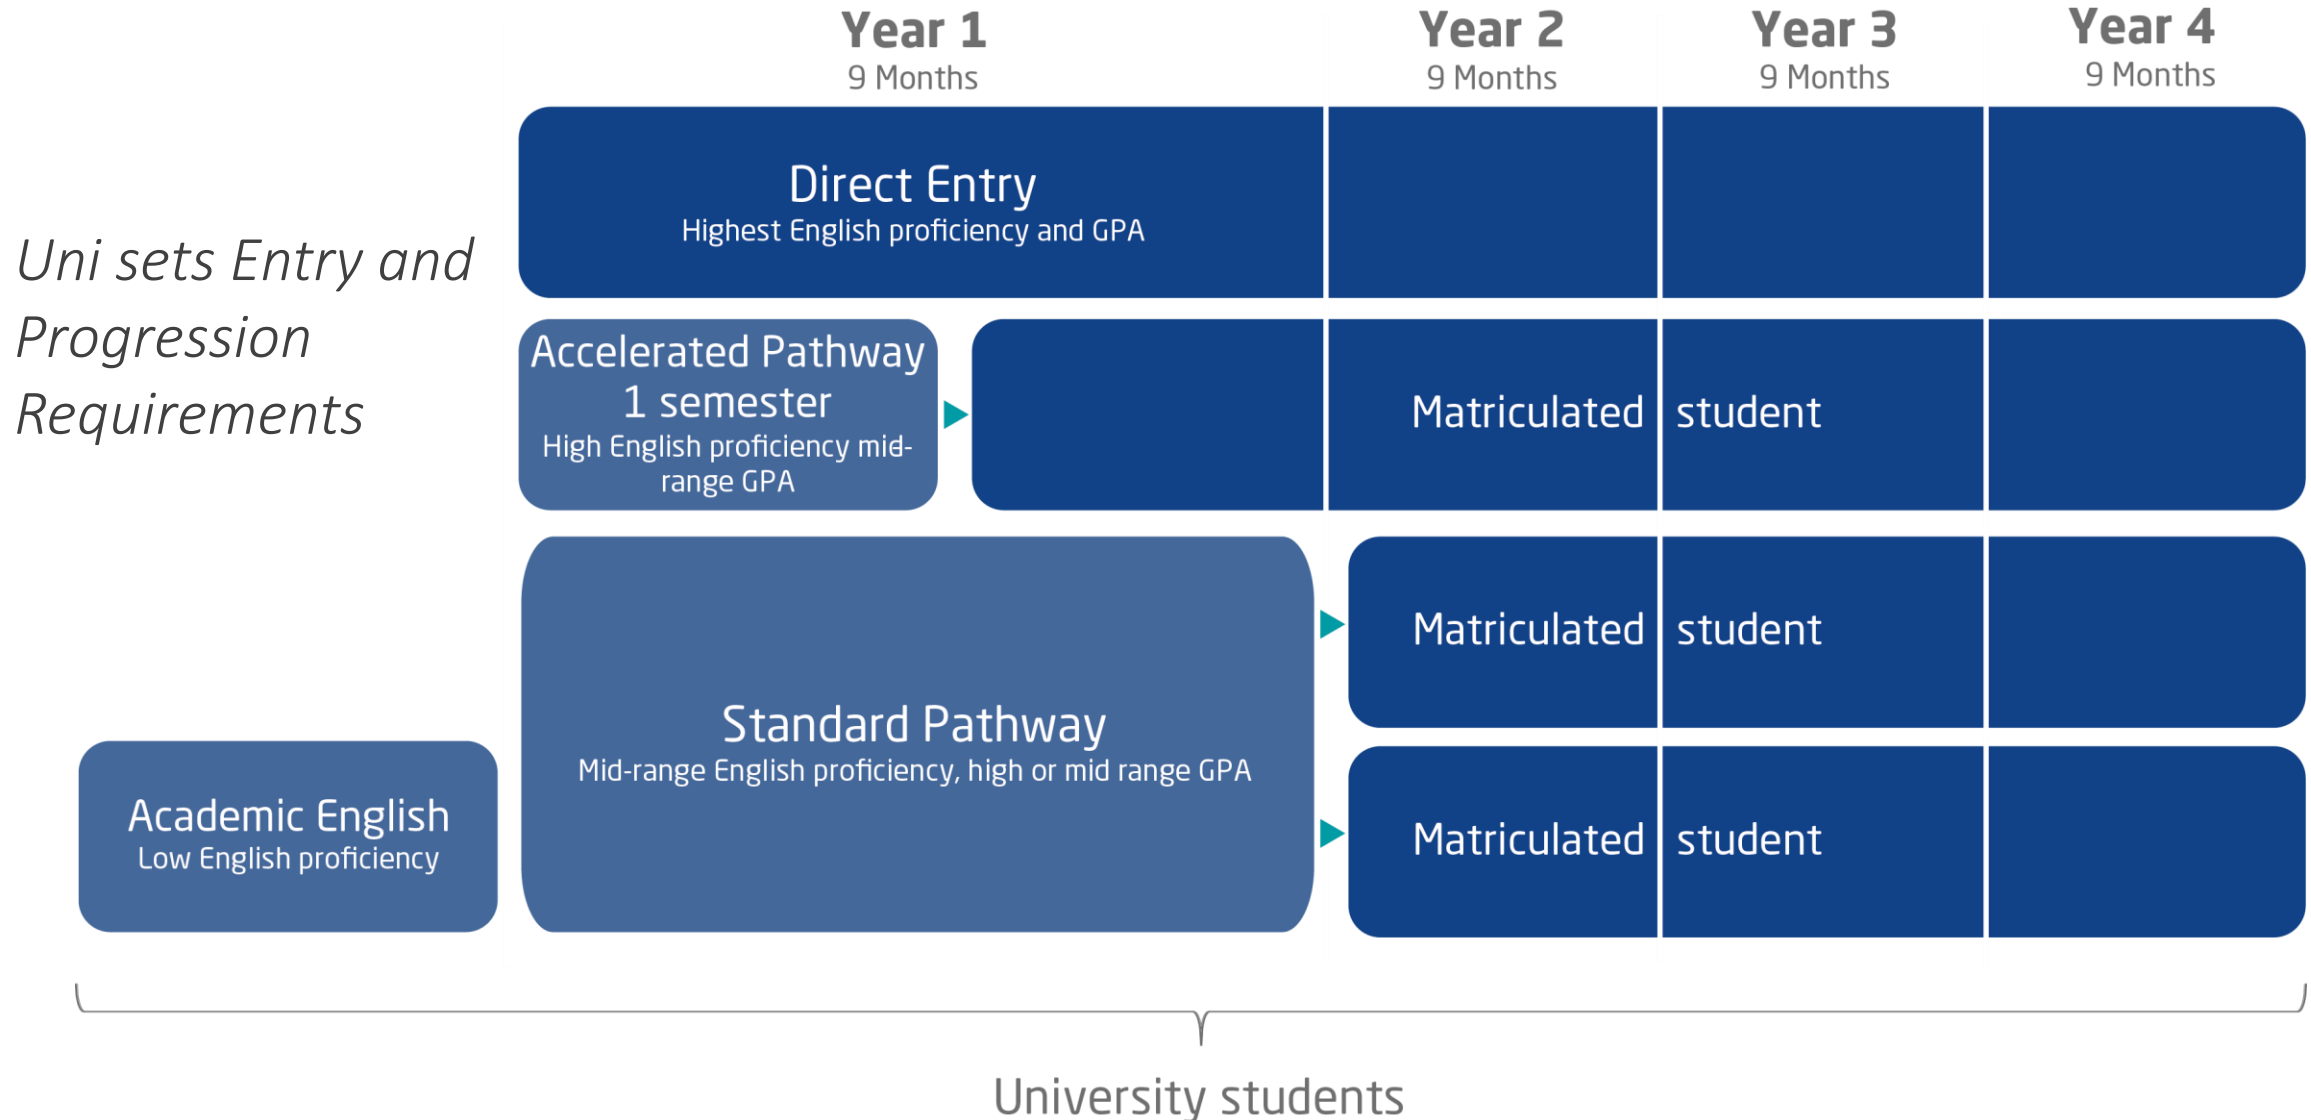 Year 1
9 Months
Year 2
9 Months
Year 3
9 Months
Year 4
9 Months
Uni sets Entry and
Progression
Requirements
Direct Entry
Highest English proficiency and GPA
Accelerated Pathway
1 semester
High English proficiency mid-
range GPA
Matriculated student
Standard Pathway
Mid-range English proficiency, high or mid range GPA
Matriculated student
Academic English
Low English proficiency
Matriculated student
University students